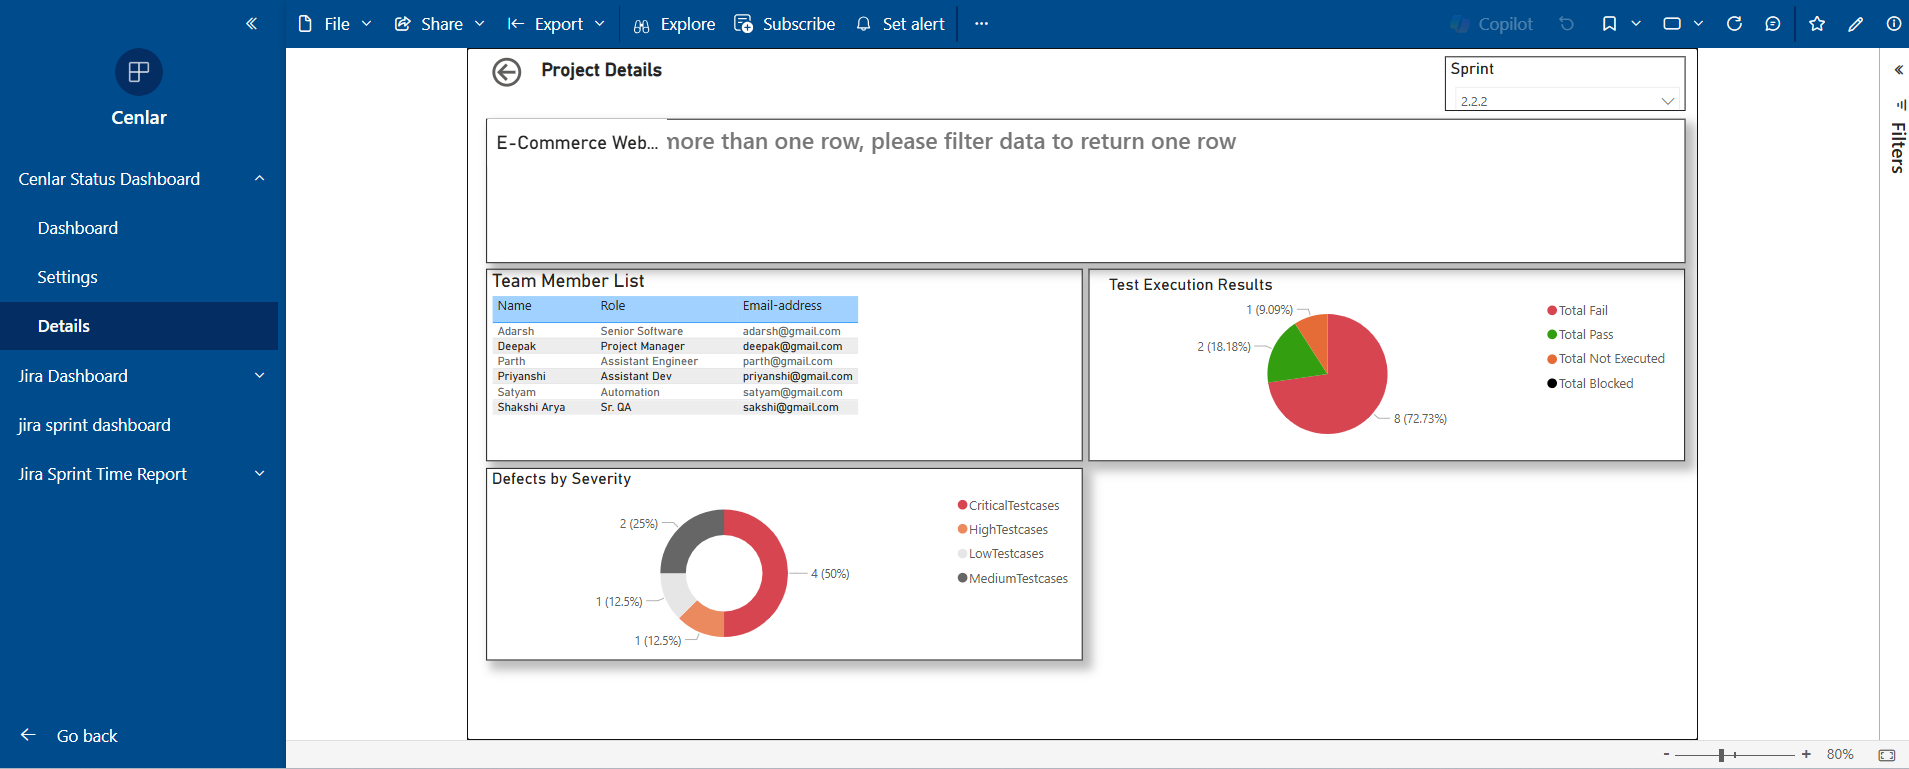 File
Share
Export
Explore
Subscribe
Set alert
Copilot
Cenlar
Cenlar Status Dashboard
Dashboard
Settings
Details
Jira Dashboard
jira sprint dashboard
Jira Sprint Time Report
Go back
Project Details
Sprint
2.2.2
E-Commerce Web... more than one row, please filter data to return one row
Team Member List
Name Role Email-address
Adarsh Senior Software adarsh@gmail.com
Deepak Project Manager deepak@gmail.com
Parth Assistant Engineer parth@gmail.com
Priyanshi Assistant Dev priyanshi@gmail.com
Satyam Automation satyam@gmail.com
Shakshi Arya Sr. QA sakshi@gmail.com
Test Execution Results
1 (9.09%)
2 (18.18%)
8 (72.73%)
Total Fail
Total Pass
Total Not Executed
Total Blocked
Defects by Severity
2 (25%)
4 (50%)
1 (12.5%)
1 (12.5%)
CriticalTestcases
HighTestcases
LowTestcases
MediumTestcases
Filters
- + 80%